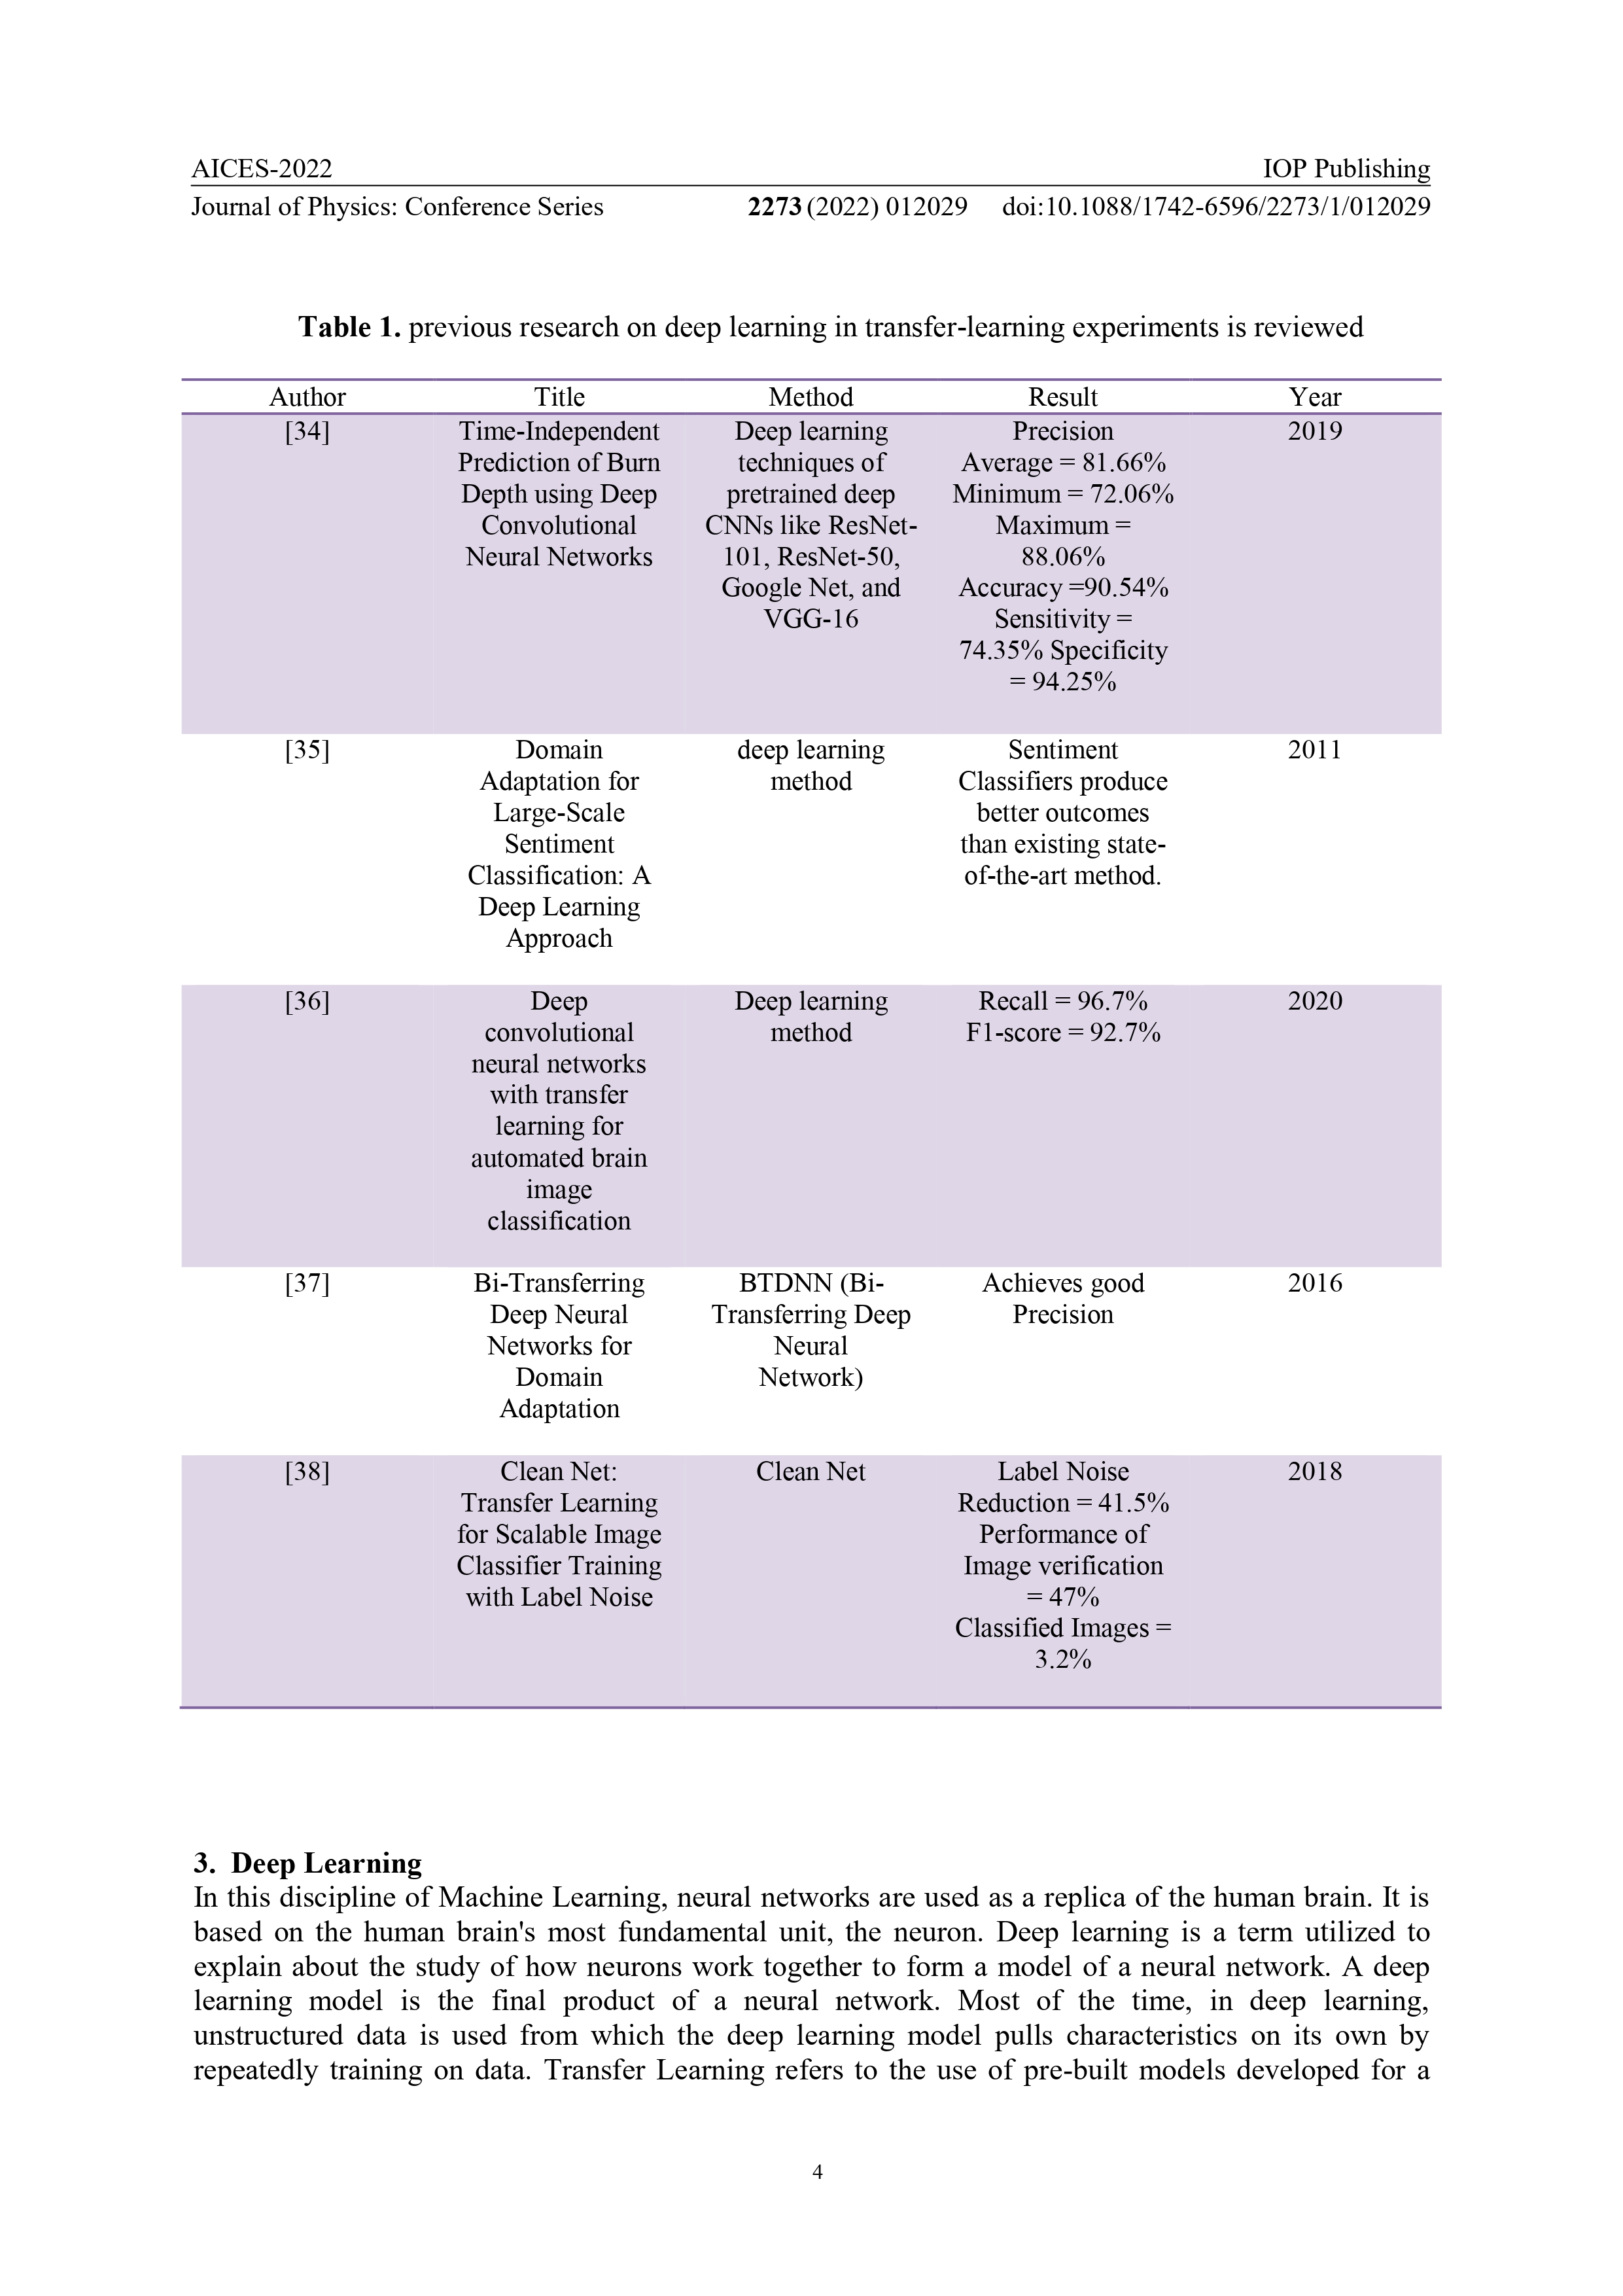 AICES-2022 IOP Publishing
Journal of Physics: Conference Series 2273 (2022) 012029 doi:10.1088/1742-6596/2273/1/012029
Table 1. previous research on deep learning in transfer-learning experiments is reviewed
Author Title Method Result Year
[34] Time-Independent Deep learning Precision 2019
Prediction of Burn techniques of Average = 81.66%
Depth using Deep pretrained deep Minimum = 72.06%
Convolutional CNNs like ResNet- Maximum =
Neural Networks 101, ResNet-50, 88.06%
Google Net, and Accuracy =90.54%
VGG-16 Sensitivity =
74.35% Specificity
= 94.25%
[35] Domain deep learning Sentiment 2011
Adaptation for method Classifiers produce
Large-Scale better outcomes
Sentiment than existing state-
Classification: A of-the-art method.
Deep Learning
Approach
[36] Deep Deep learning Recall = 96.7% 2020
convolutional method F1-score = 92.7%
neural networks
with transfer
learning for
automated brain
image
classification
[37] Bi-Transferring BTDNN (Bi- Achieves good 2016
Deep Neural Transferring Deep Precision
Networks for Neural
Domain Network)
Adaptation
[38] Clean Net: Clean Net Label Noise 2018
Transfer Learning Reduction = 41.5%
for Scalable Image Performance of
Classifier Training Image verification
with Label Noise = 47%
Classified Images =
3.2%
3. Deep Learning
In this discipline of Machine Learning, neural networks are used as a replica of the human brain. It is
based on the human brain's most fundamental unit, the neuron. Deep learning is a term utilized to
explain about the study of how neurons work together to form a model of a neural network. A deep
learning model is the final product of a neural network. Most of the time, in deep learning,
unstructured data is used from which the deep learning model pulls characteristics on its own by
repeatedly training on data. Transfer Learning refers to the use of pre-built models developed for a
4